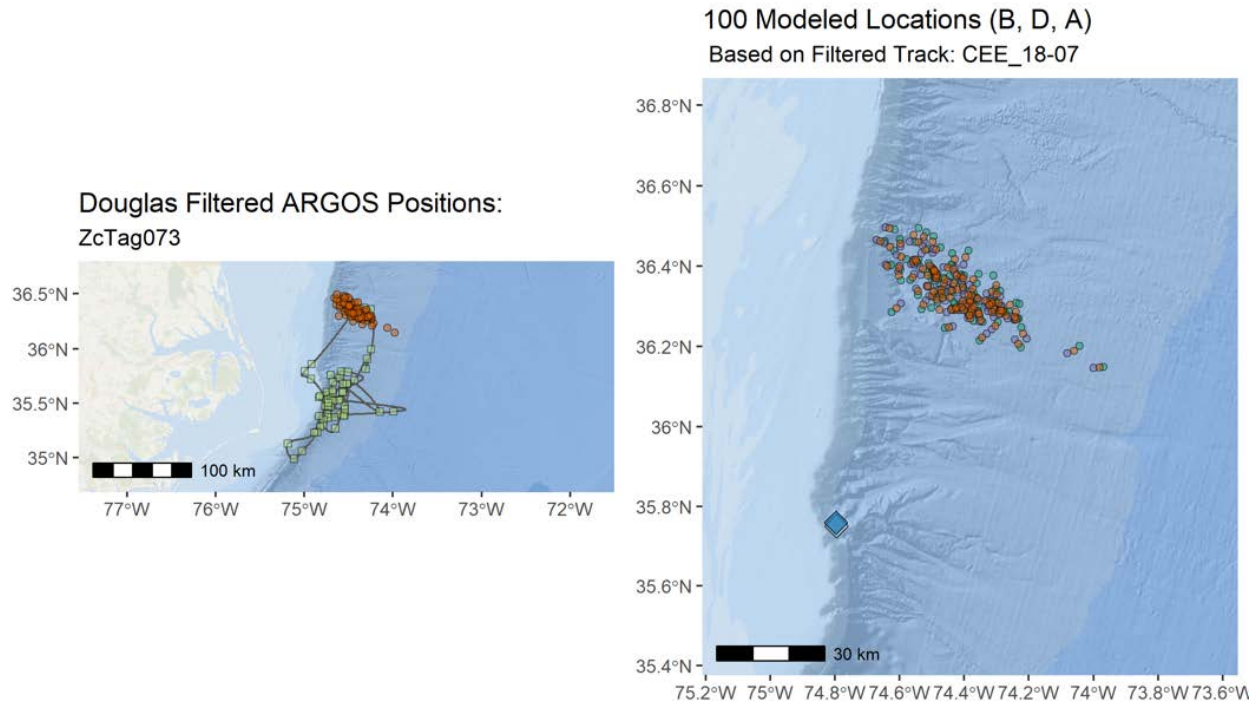 Douglas Filtered ARGOS Positions:
ZcTag073
36.5°N
36°N
35.5°N
35°N
100 km
77°W 76°W 75°W 74°W 73°W 72°W
100 Modeled Locations (B, D, A)
Based on Filtered Track: CEE_18-07
36.8°N
36.6°N
36.4°N
36.2°N
36°N
35.8°N
35.6°N
35.4°N
30 km
75.2°W 75°W 74.8°W 74.6°W 74.4°W 74.2°W 74°W 73.8°W 73.6°W